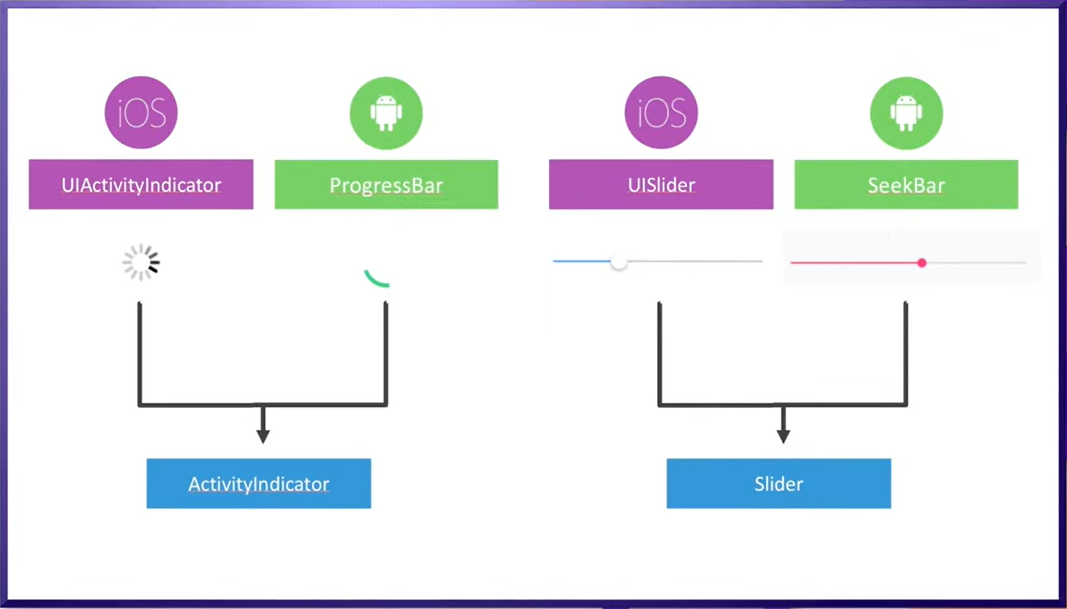 iOS
iOS
UIActivityIndicator
ProgressBar
UISlider
SeekBar
ActivityIndicator
Slider